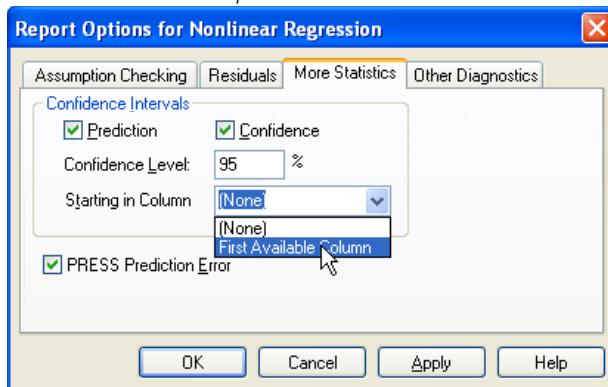 Report Options for Nonlinear Regression
Assumption Checking Residuals More Statistics Other Diagnostics
Confidence Intervals
Prediction Confidence
Confidence Level: 95 %
Starting in Column (None)
(None)
First Available Column
PRESS Prediction Error
OK Cancel Apply Help